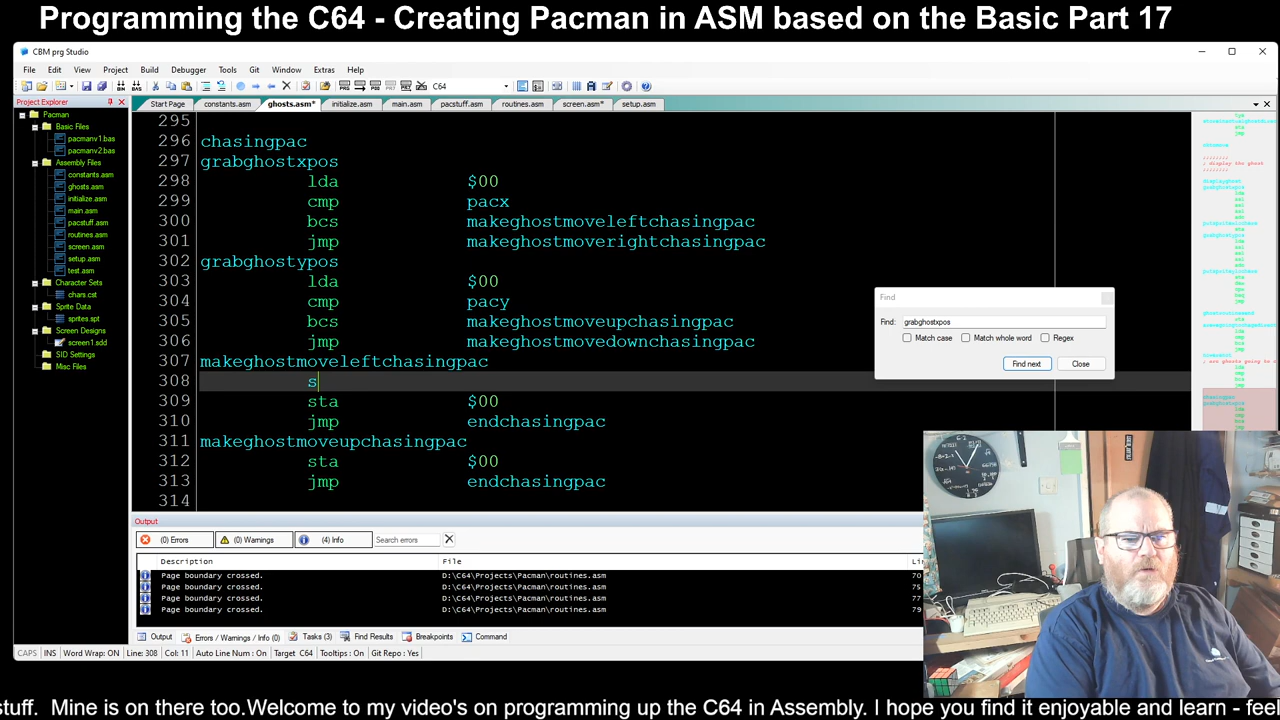 Programming the C64 - Creating Pacman in ASM based on the Basic Part 17
CBM prg Studio
File Edit View Project Build Debugger Tools Git Window Extras Help
C64
Project Explorer
Start Page constants.asm ghosts.asm* initialize.asm main.asm pacstuff.asm routines.asm screen.asm* setup.asm
Pacman
Basic Files
pacmanv1.bas
pacmanv2.bas
Assembly Files
constants.asm
ghosts.asm
initialize.asm
main.asm
pacstuff.asm
routines.asm
screen.asm
setup.asm
test.asm
Character Sets
chars.cst
Sprite Data
sprites.spt
Screen Designs
screen1.sdd
SID Settings
Misc Files
295
296 chasingpac
297 grabghostxpos
298 lda $00
299 cmp pacx
300 bcs makeghostmoveleftchasingpac
301 jmp makeghostmoverightchasingpac
302 grabghostypos
303 lda $00
304 cmp pacy
305 bcs makeghostmoveupchasingpac
306 jmp makeghostmovedownchasingpac
307 makeghostmoveleftchasingpac
308 s
309 sta $00
310 jmp endchasingpac
311 makeghostmoveupchasingpac
312 sta $00
313 jmp endchasingpac
314
Find
Find: grabghostxpos
Match case Match whole word Regex
Find next Close
Output
(0) Errors (0) Warnings (4) Info Search errors
Description File
Page boundary crossed. D:\C64\Projects\Pacman\routines.asm 70
Page boundary crossed. D:\C64\Projects\Pacman\routines.asm 75
Page boundary crossed. D:\C64\Projects\Pacman\routines.asm 77
Page boundary crossed. D:\C64\Projects\Pacman\routines.asm 79
Output Errors / Warnings / Info (0) Tasks (3) Find Results Breakpoints Command
CAPS INS Word Wrap: ON Line: 308 Col: 11 Auto Line Num : On Target C64 Tooltips : On Git Repo : Yes
stuff. Mine is on there too.Welcome to my video's on programming up the C64 in Assembly. I hope you find it enjoyable and learn - feel